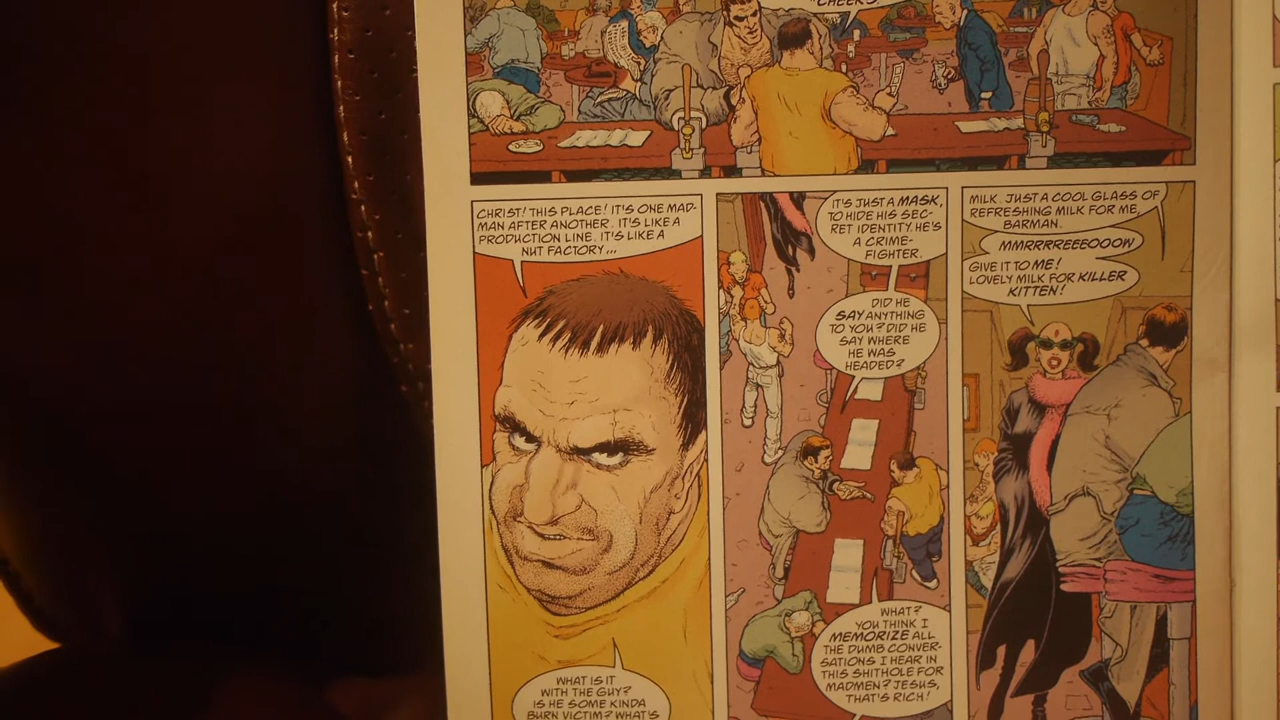 "CHEEKS.
CHRIST! THIS PLACE! IT'S ONE MAD-
MAN AFTER ANOTHER. IT'S LIKE A
PRODUCTION LINE. IT'S LIKE A
NUT FACTORY...
WHAT IS IT
WITH THE GUY?
IS HE SOME KINDA
BURN VICTIM? WHAT'S
IT'S JUST A MASK,
TO HIDE HIS SEC-
RET IDENTITY. HE'S
A CRIME-
FIGHTER.
DID HE
SAY ANYTHING
TO YOU? DID HE
SAY WHERE
HE WAS
HEADED?
WHAT?
YOU THINK I
MEMORIZE ALL
THE DUMB CONVER-
SATIONS I HEAR IN
THIS SHITHOLE FOR
MADMEN? JESUS,
THAT'S RICH!
MILK. JUST A COOL GLASS OF
REFRESHING MILK FOR ME,
BARMAN.
MMRRRREEEBOOOW
GIVE IT TO ME!
LOVELY MILK FOR KILLER
KITTEN!